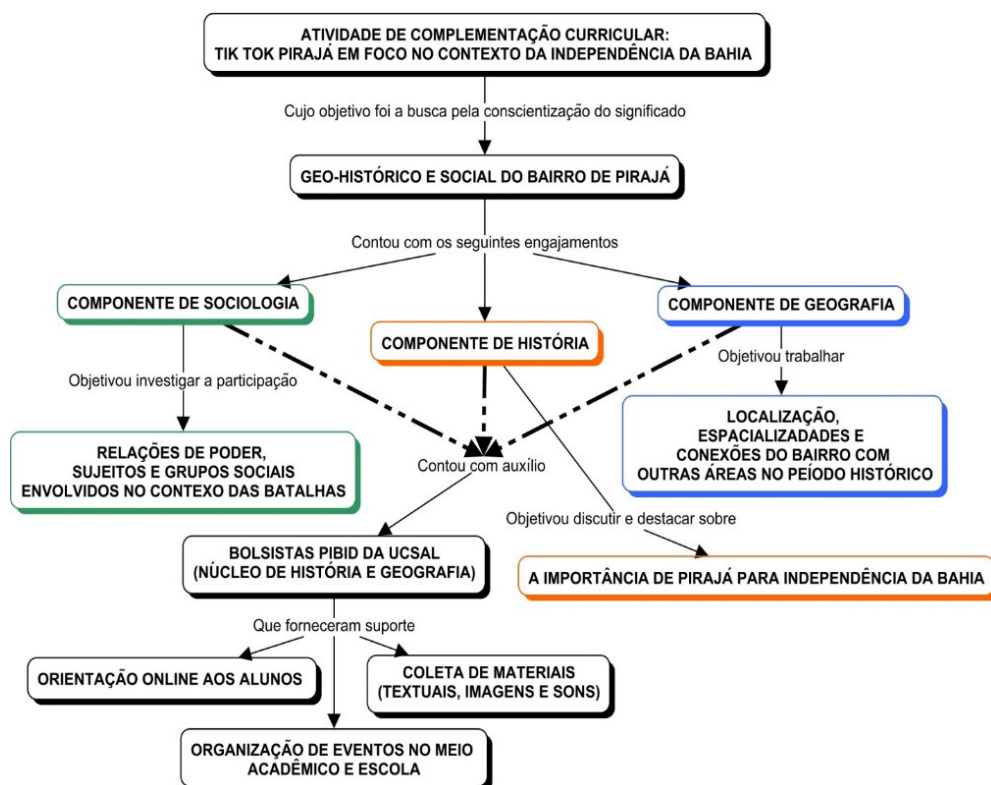 ATIVIDADE DE COMPLEMENTAÇÃO CURRICULAR:
TIK TOK PIRAJÁ EM FOCO NO CONTEXTO DA INDEPENDÊNCIA DA BAHIA
Cujo objetivo foi a busca pela conscientização do significado
GEO-HISTÓRICO E SOCIAL DO BAIRRO DE PIRAJÁ
Contou com os seguintes engajamentos
COMPONENTE DE SOCIOLOGIA
COMPONENTE DE HISTÓRIA
COMPONENTE DE GEOGRAFIA
Objetivou investigar a participação
Objetivou trabalhar
RELAÇÕES DE PODER,
SUJEITOS E GRUPOS SOCIAIS
ENVOLVIDOS NO CONTEXO DAS BATALHAS
LOCALIZAÇÃO,
ESPACIALIZADADES E
CONEXÕES DO BAIRRO COM
OUTRAS ÁREAS NO PEÍODO HISTÓRICO
Contou com auxílio
Objetivou discutir e destacar sobre
BOLSISTAS PIBID DA UCSAL
(NÚCLEO DE HISTÓRIA E GEOGRAFIA)
A IMPORTÂNCIA DE PIRAJÁ PARA INDEPENDÊNCIA DA BAHIA
Que forneceram suporte
ORIENTAÇÃO ONLINE AOS ALUNOS
COLETA DE MATERIAIS
(TEXTUAIS, IMAGENS E SONS)
ORGANIZAÇÃO DE EVENTOS NO MEIO
ACADÊMICO E ESCOLA